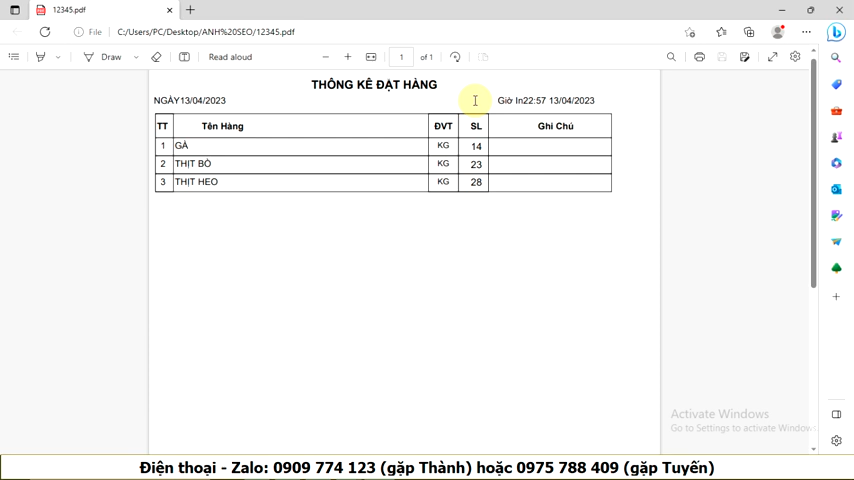 12345.pdf
File C:/Users/PC/Desktop/ANH%20SEO/12345.pdf
Draw Read aloud 1 of 1
THÔNG KÊ ĐẶT HÀNG
NGÀY13/04/2023 Giờ In22:57 13/04/2023
TT Tên Hàng ĐVT SL Ghi Chú
1 GÀ KG 14
2 THỊT BÒ KG 23
3 THỊT HEO KG 28
Activate Windows
Go to Settings to activate Windows
Điện thoại - Zalo: 0909 774 123 (gặp Thành) hoặc 0975 788 409 (gặp Tuyến)